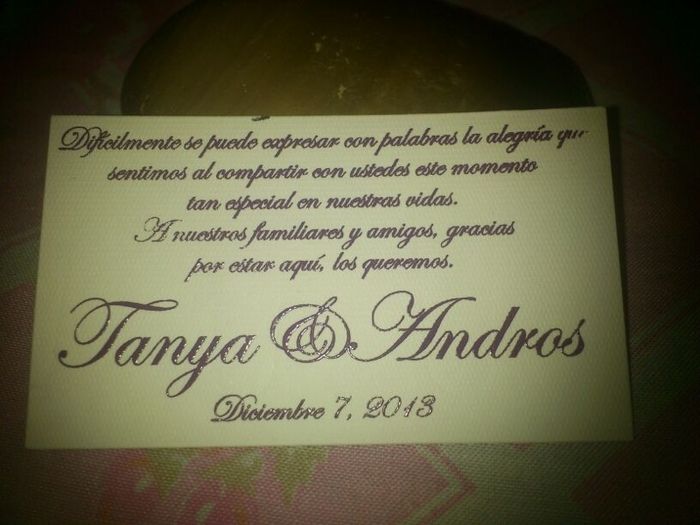 Difícilmente se puede expresar con palabras la alegría que
sentimos al compartir con ustedes este momento
tan especial en nuestras vidas.
A nuestros familiares y amigos, gracias
por estar aquí, los queremos.
Tanya & Andros
Diciembre 7, 2013